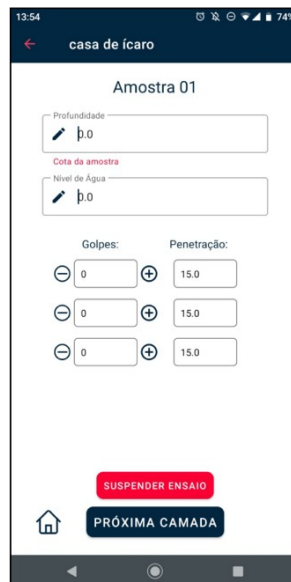 13:54 74%
casa de ícaro
Amostra 01
Profundidade
0.0
Cota da amostra
Nível de Água
0.0
Golpes: Penetração:
0 15.0
0 15.0
0 15.0
SUSPENDER ENSAIO
PRÓXIMA CAMADA